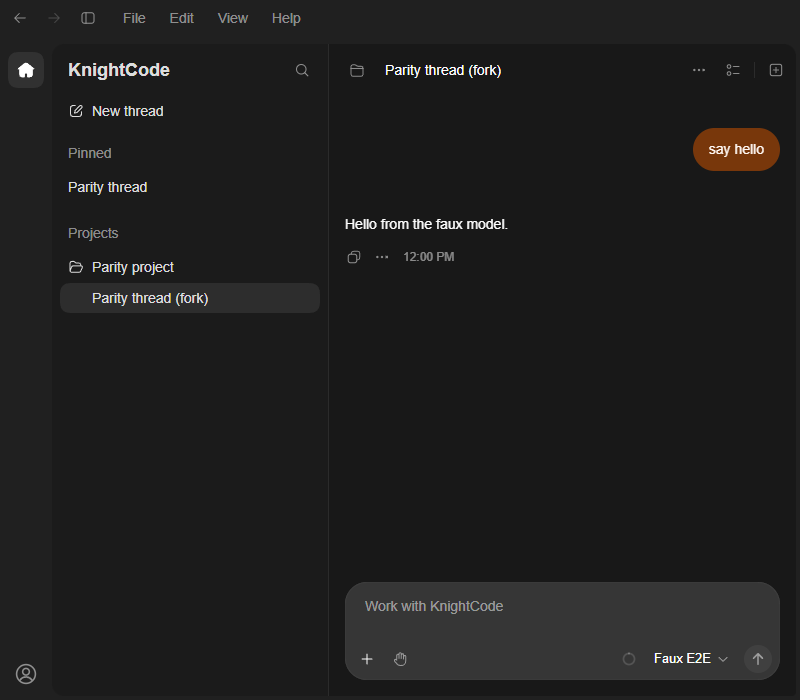 File Edit View Help
KnightCode
New thread
Pinned
Parity thread
Projects
Parity project
Parity thread (fork)
Parity thread (fork)
say hello
Hello from the faux model.
12:00 PM
Work with KnightCode
Faux E2E